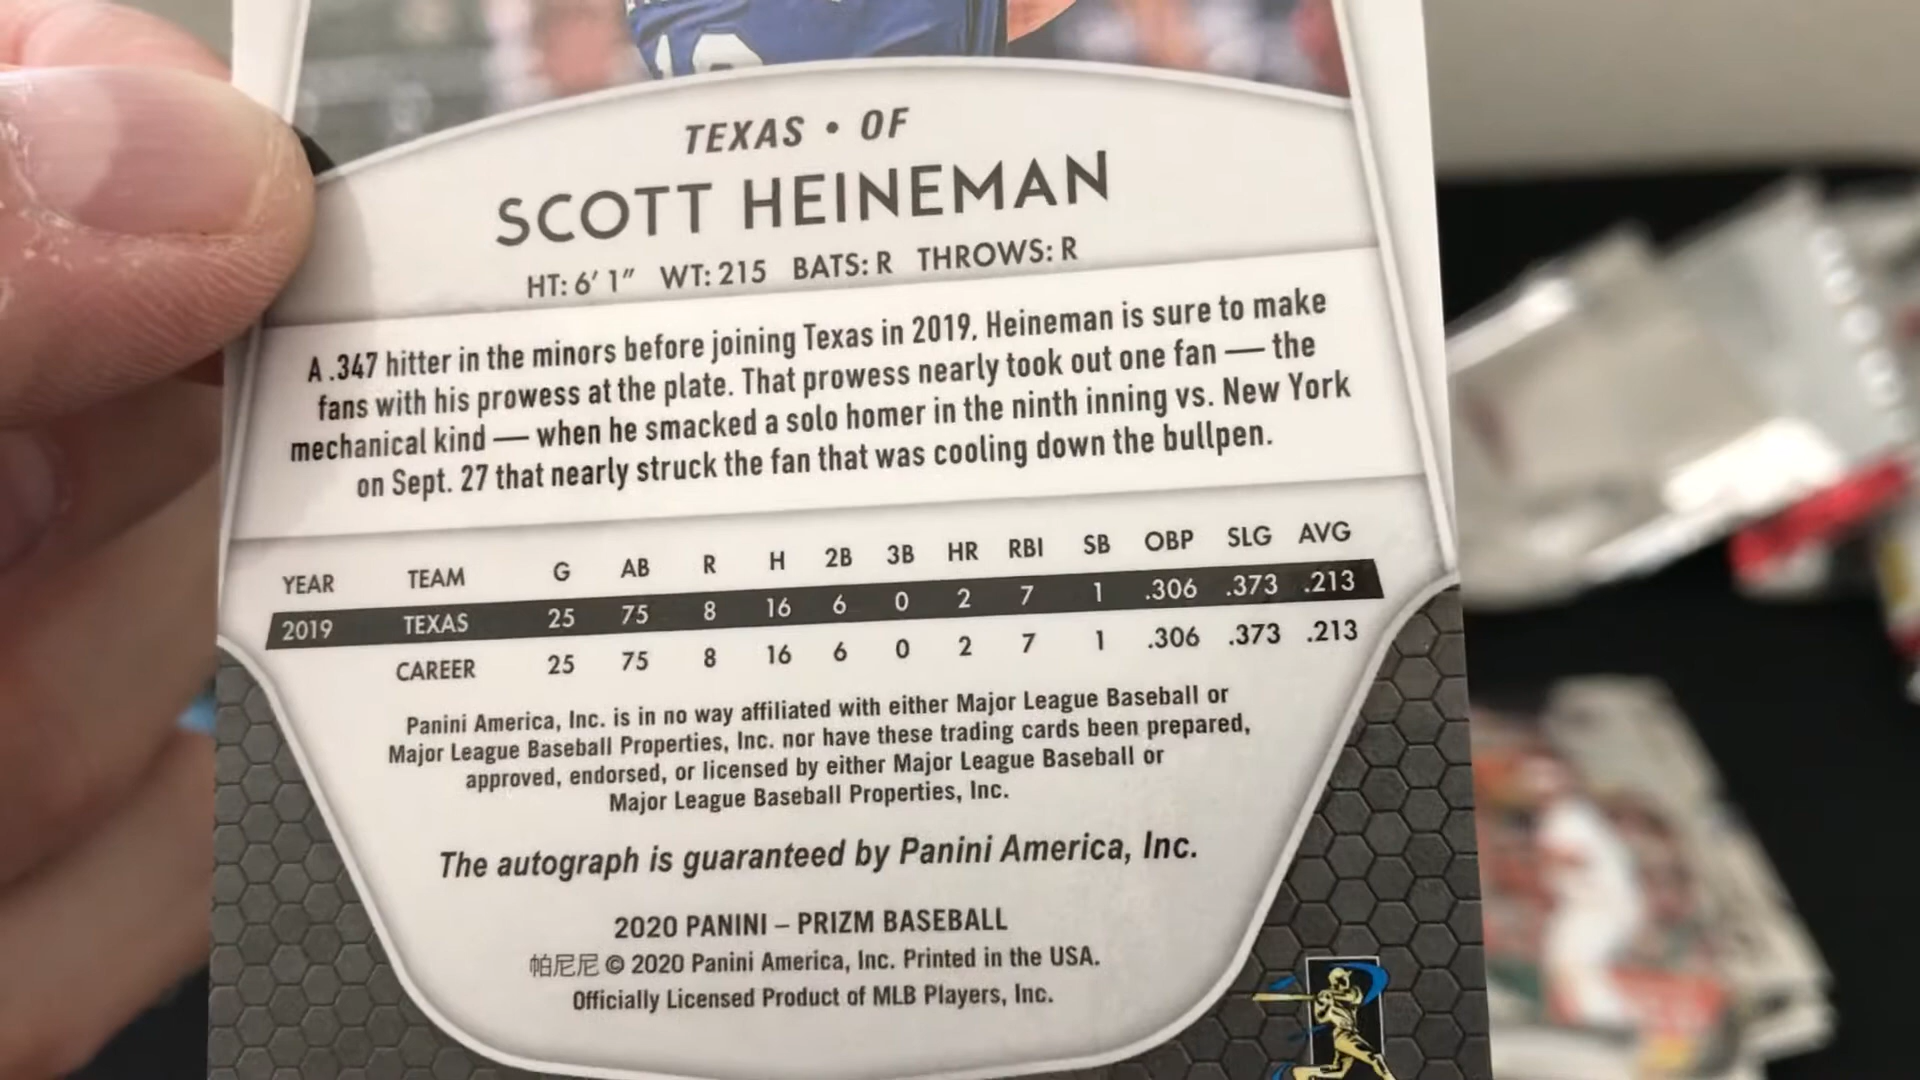 TEXAS • OF
SCOTT HEINEMAN
HT: 6' 1" WT: 215 BATS: R THROWS: R
A .347 hitter in the minors before joining Texas in 2019, Heineman is sure to make
fans with his prowess at the plate. That prowess nearly took out one fan — the
mechanical kind — when he smacked a solo homer in the ninth inning vs. New York
on Sept. 27 that nearly struck the fan that was cooling down the bullpen.
YEAR TEAM G AB R H 2B 3B HR RBI SB OBP SLG AVG
2019 TEXAS 25 75 8 16 6 0 2 7 1 .306 .373 .213
CAREER 25 75 8 16 6 0 2 7 1 .306 .373 .213
Panini America, Inc. is in no way affiliated with either Major League Baseball or
Major League Baseball Properties, Inc. nor have these trading cards been prepared,
approved, endorsed, or licensed by either Major League Baseball or
Major League Baseball Properties, Inc.
The autograph is guaranteed by Panini America, Inc.
2020 PANINI – PRIZM BASEBALL
帕尼尼 © 2020 Panini America, Inc. Printed in the USA.
Officially Licensed Product of MLB Players, Inc.